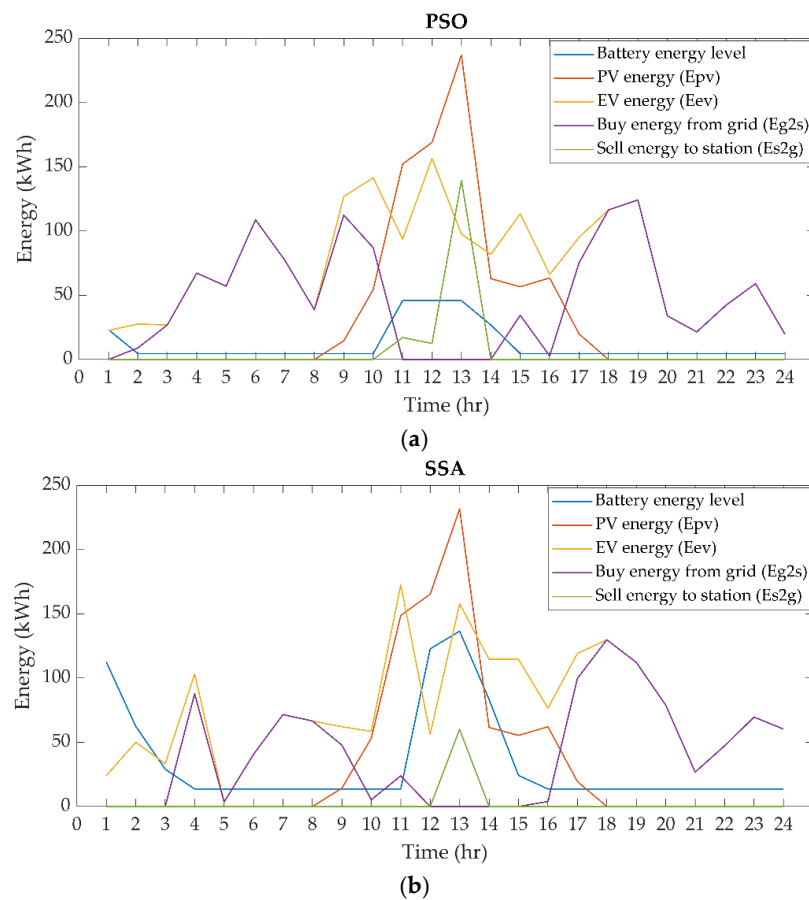 PSO
300
250
200
150
100
50
0
Energy (kWh)
Battery energy level
PV energy (Epv)
EV energy (Eev)
Buy energy from grid (Eg2s)
Sell energy to station (Es2g)
0 1 2 3 4 5 6 7 8 9 10 11 12 13 14 15 16 17 18 19 20 21 22 23 24
Time (hr)
(a)
SSA
250
200
150
100
50
0
Energy (kWh)
Battery energy level
PV energy (Epv)
EV energy (Eev)
Buy energy from grid (Eg2s)
Sell energy to station (Es2g)
0 1 2 3 4 5 6 7 8 9 10 11 12 13 14 15 16 17 18 19 20 21 22 23 24
Time (hr)
(b)